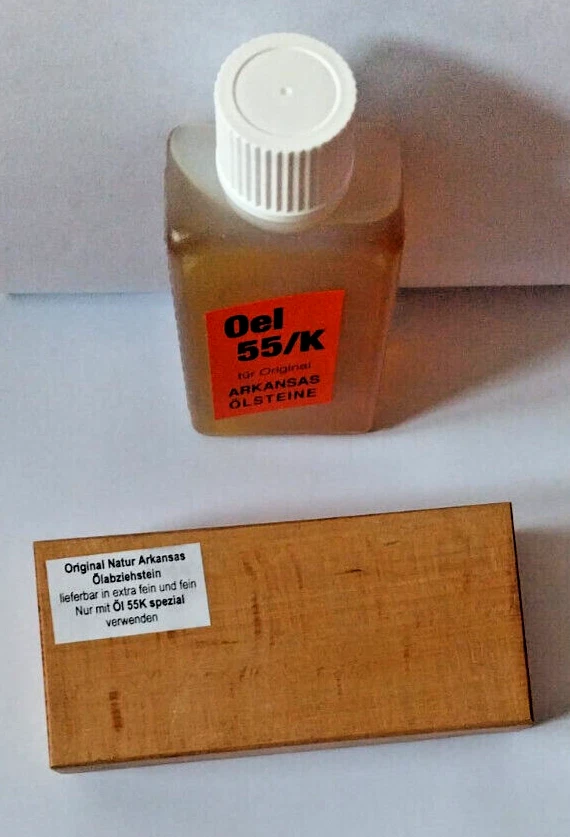 Oel
55/K
für Original
ARKANSAS
ÖLSTEINE
Original Natur Arkansas
Ölabziehstein
lieferbar in extra fein und fein
Nur mit Öl 55K spezial
verwenden